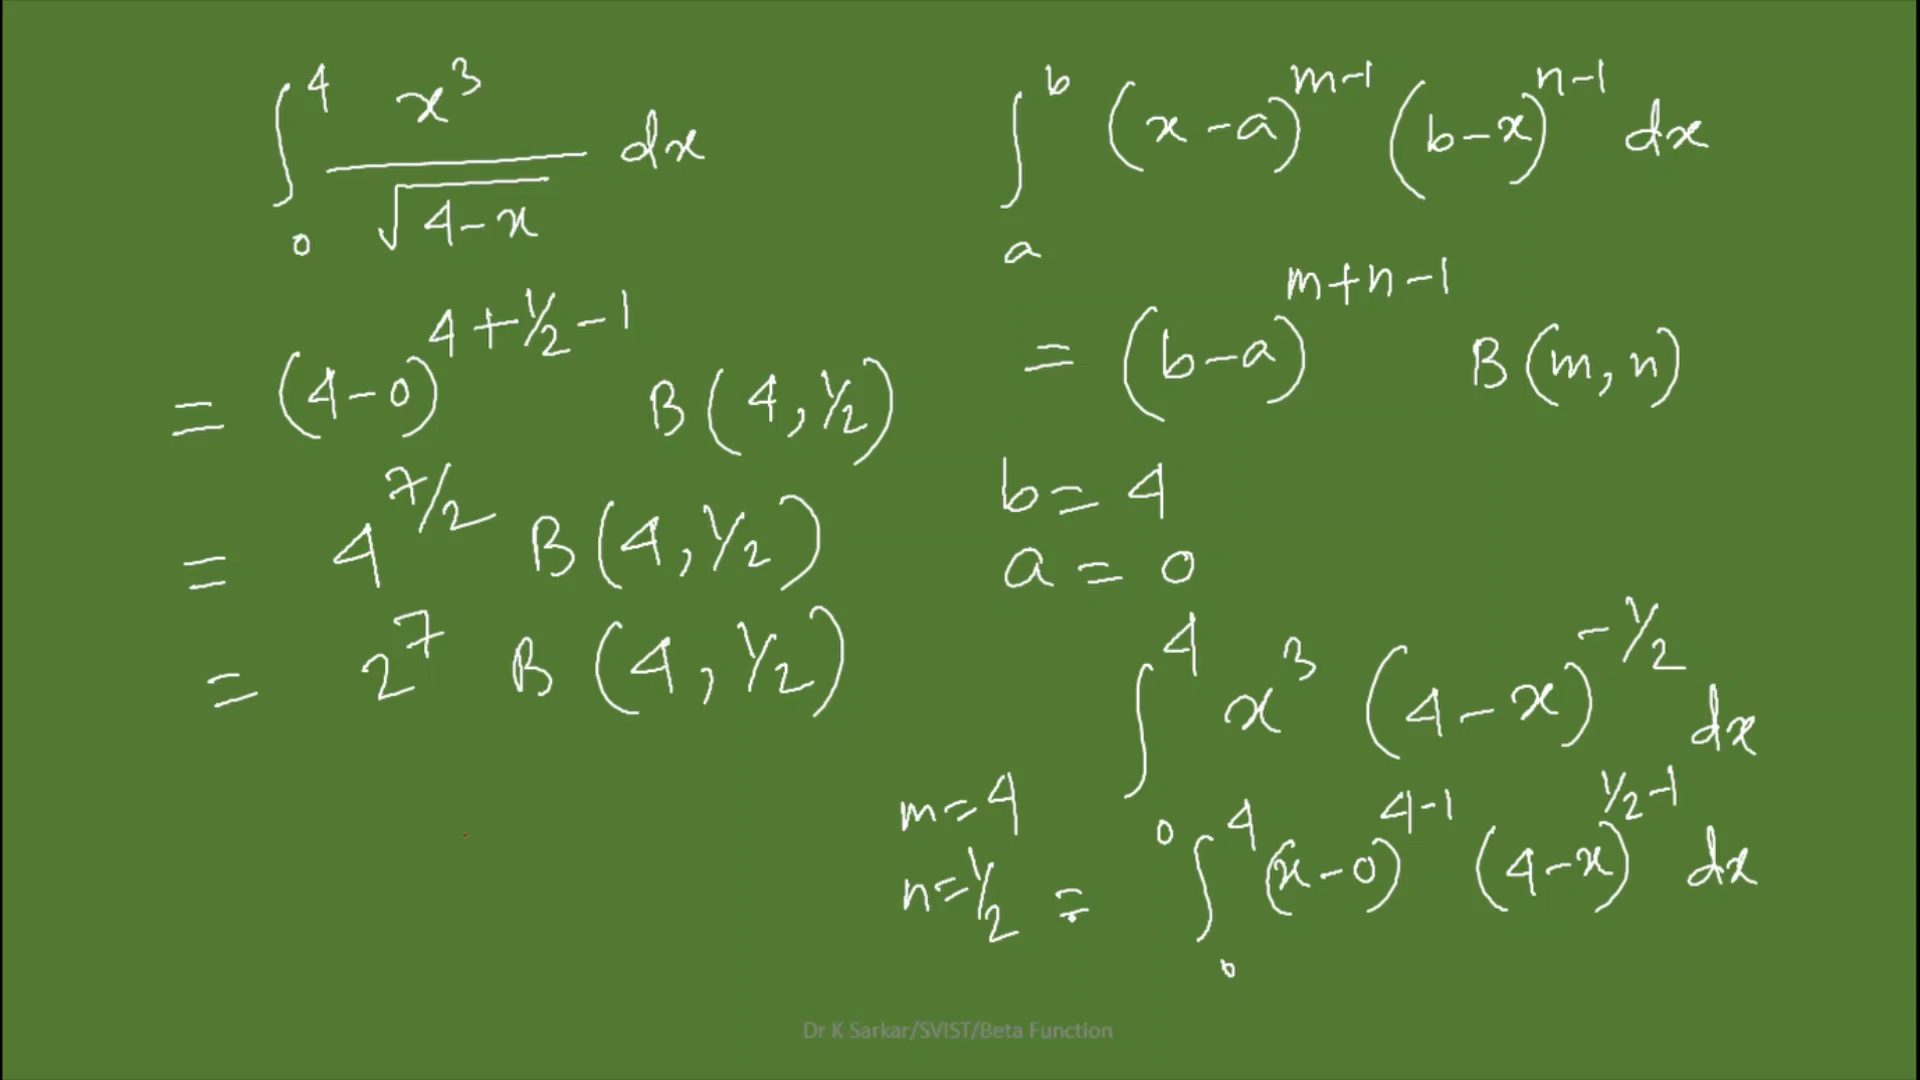 ∫₀⁴ x³/√(4-x) dx
= (4-0)^(4+1/2-1) B(4, 1/2)
= 4^(7/2) B(4, 1/2)
= 2^7 B(4, 1/2)
∫ₐᵇ (x-a)^(m-1) (b-x)^(n-1) dx
= (b-a)^(m+n-1) B(m, n)
b = 4
a = 0
∫₀⁴ x³ (4-x)^(-1/2) dx
m = 4
n = 1/2
= ∫₀⁴ (x-0)^(4-1) (4-x)^(1/2-1) dx
Dr K Sarkar/SVIST/Beta Function